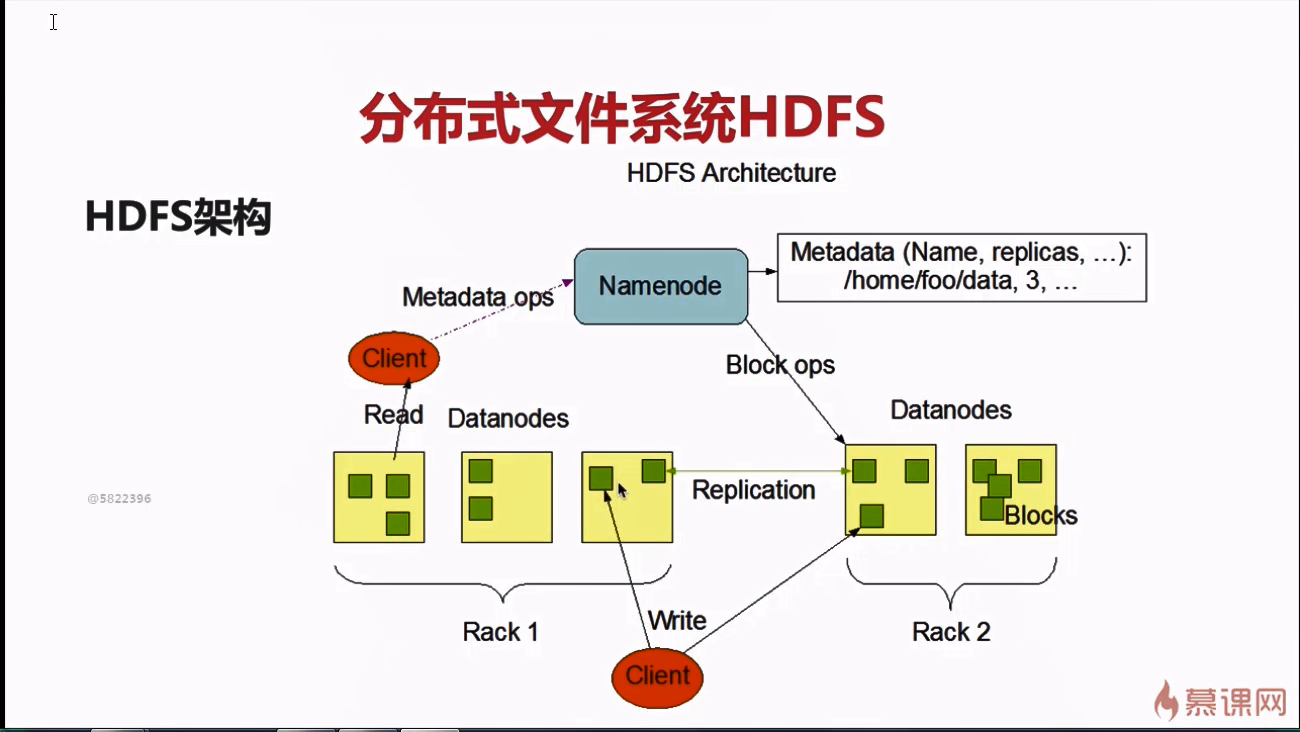 分布式文件系统HDFS
HDFS Architecture
HDFS架构
Metadata (Name, replicas, ...):
/home/foo/data, 3, ...
Namenode
Metadata ops
Client
Block ops
Read
Datanodes
Datanodes
Replication
@5822396
Blocks
Rack 1
Write
Rack 2
Client
慕课网